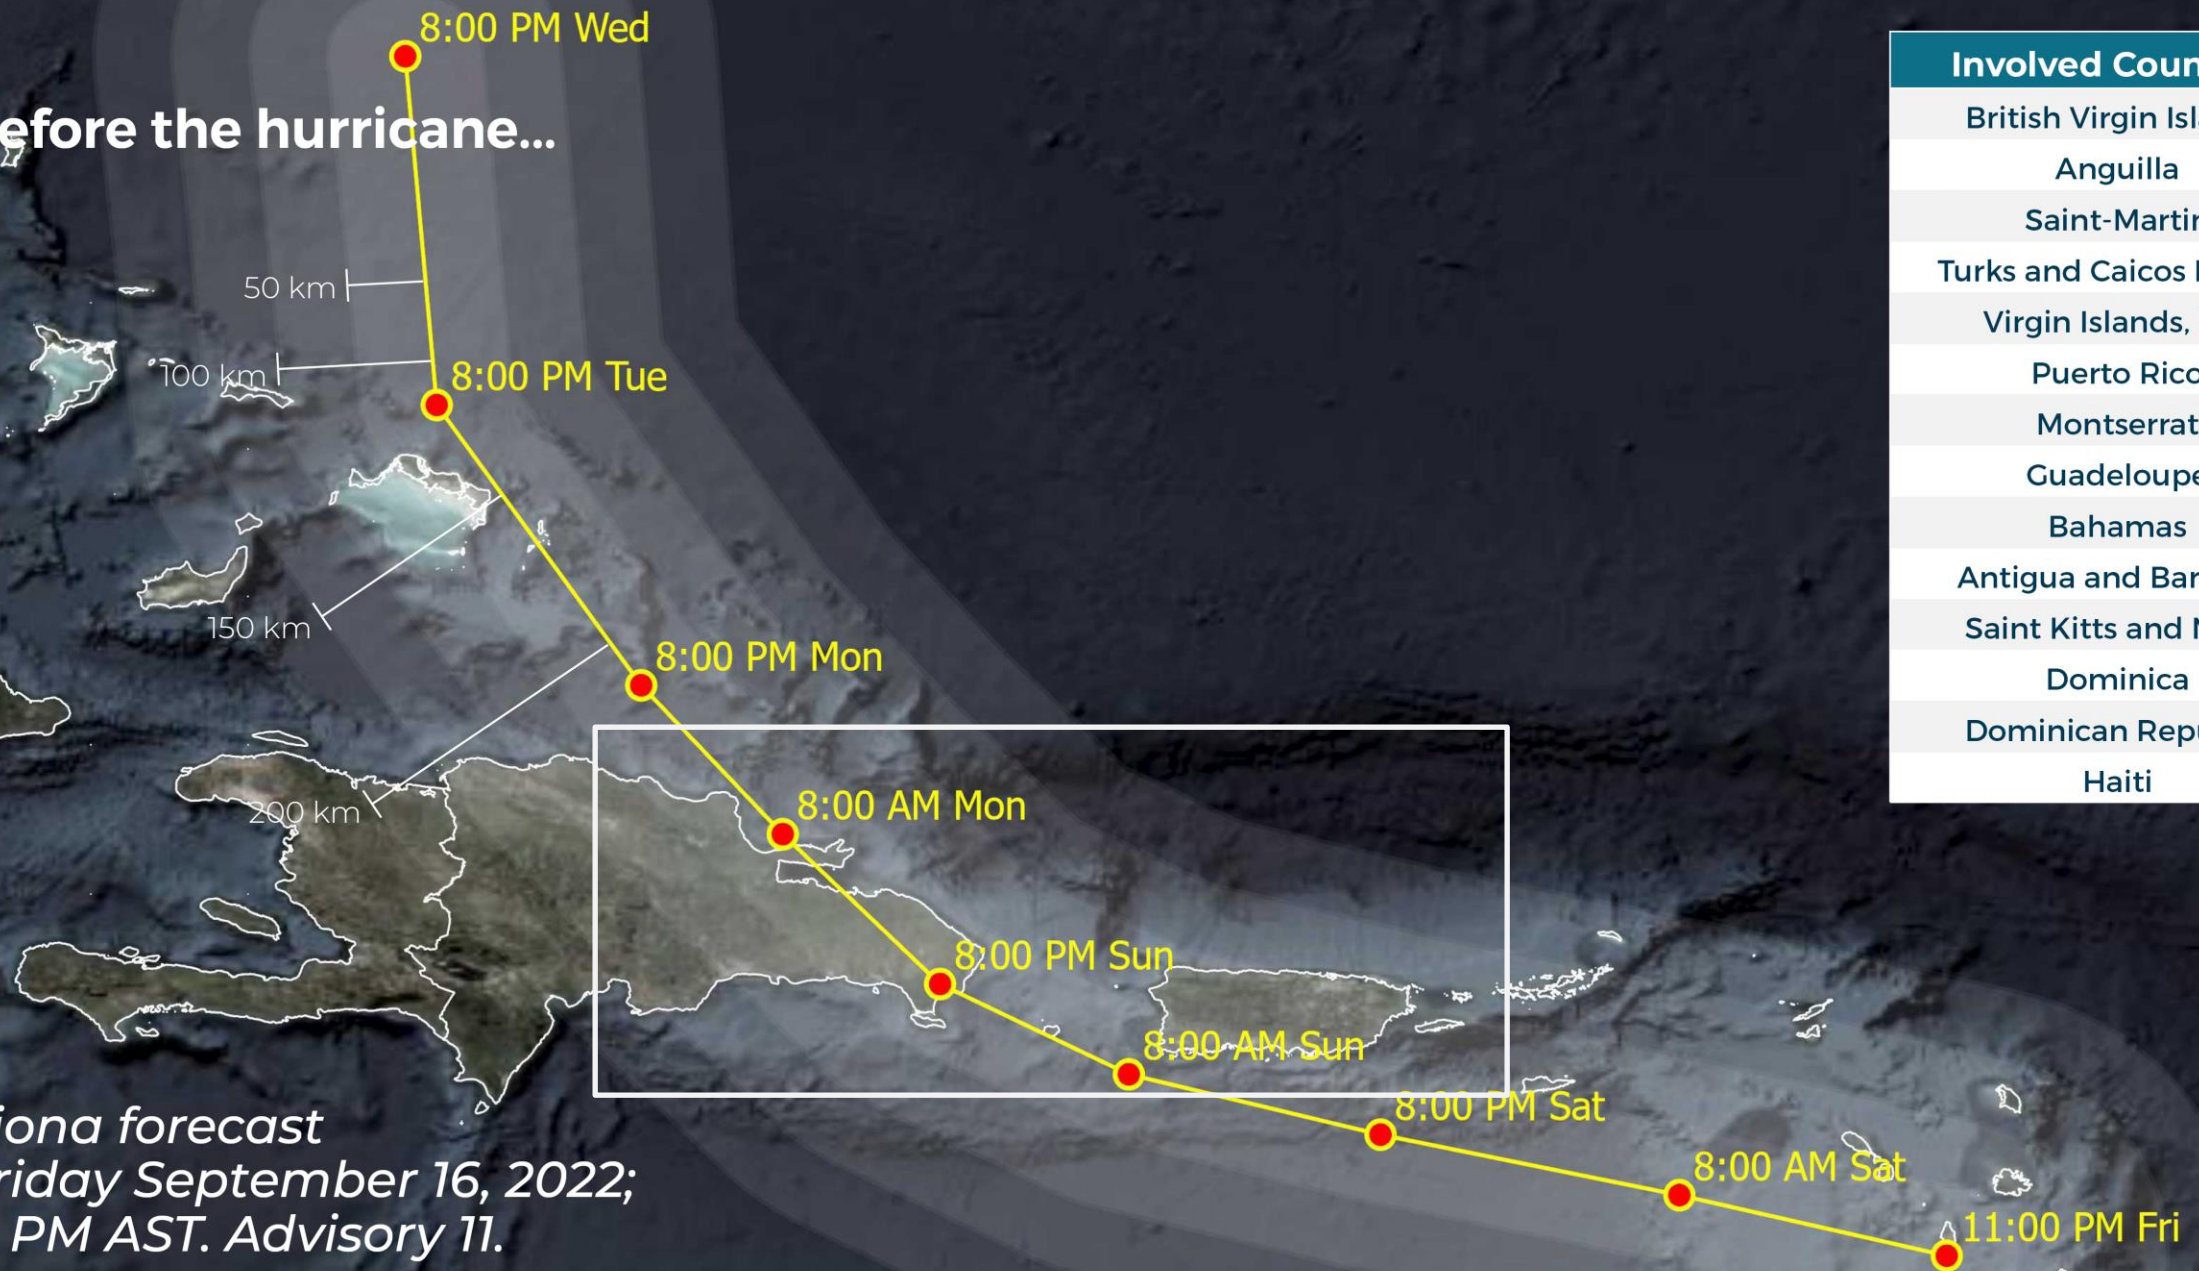 8:00 PM Wed
efore the hurricane...
50 km
100 km
8:00 PM Tue
150 km
8:00 PM Mon
200 km
8:00 AM Mon
8:00 PM Sun
8:00 AM Sun
8:00 PM Sat
8:00 AM Sat
11:00 PM Fri
iona forecast
riday September 16, 2022;
PM AST. Advisory 11.
Involved Coun
British Virgin Isl
Anguilla
Saint-Martin
Turks and Caicos
Virgin Islands,
Puerto Rico
Montserrat
Guadeloupe
Bahamas
Antigua and Bar
Saint Kitts and
Dominica
Dominican Repu
Haiti